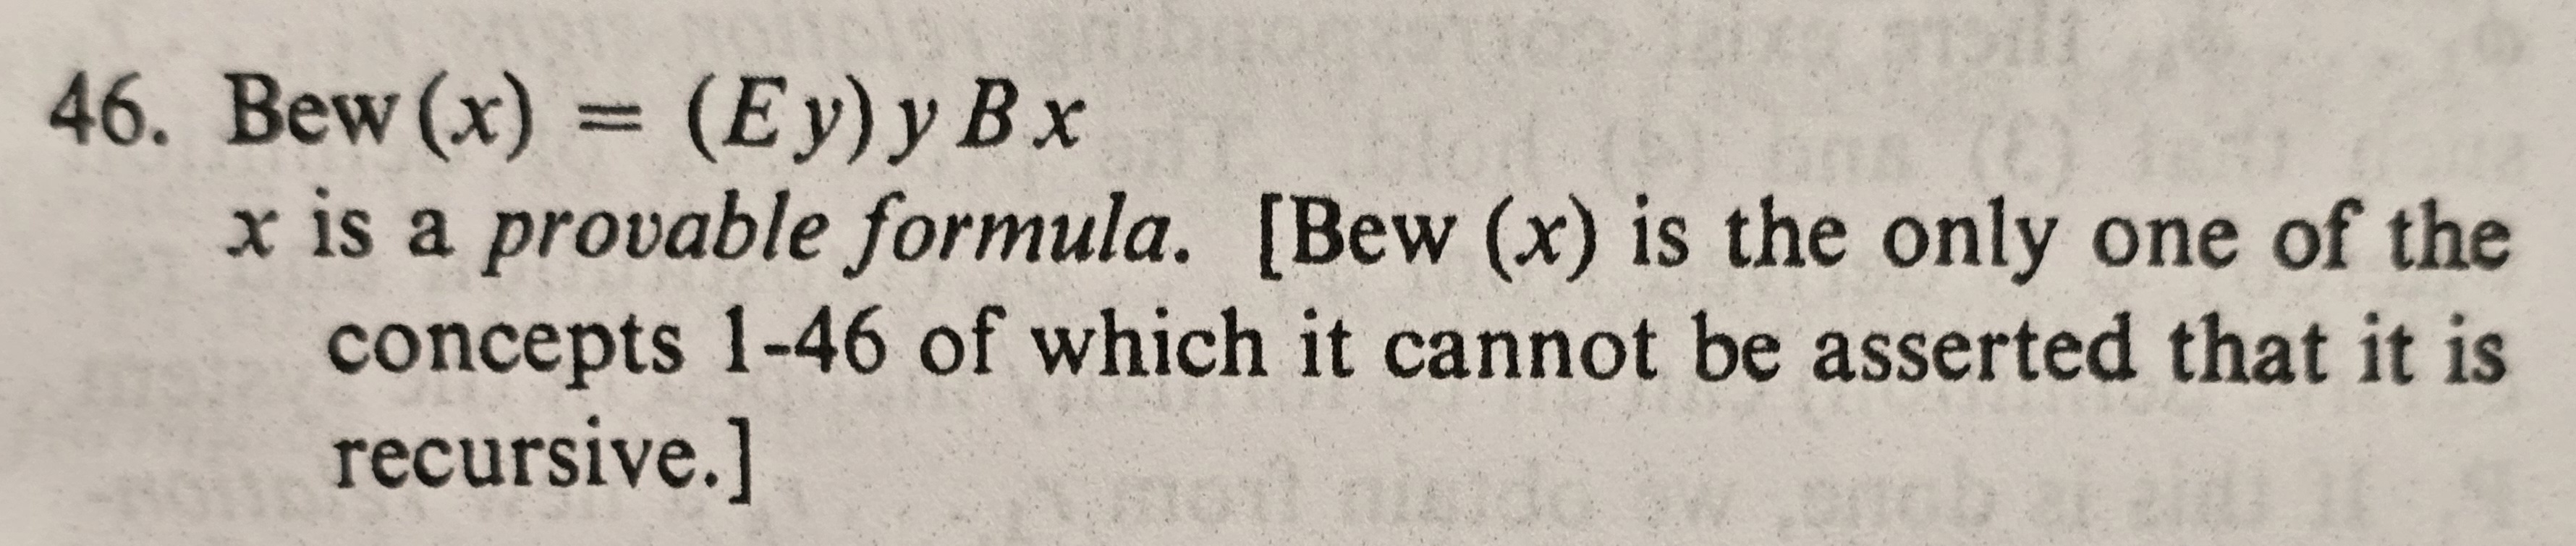 46. Bew (x) = (E y) y B x
x is a provable formula. [Bew (x) is the only one of the
concepts 1-46 of which it cannot be asserted that it is
recursive.]